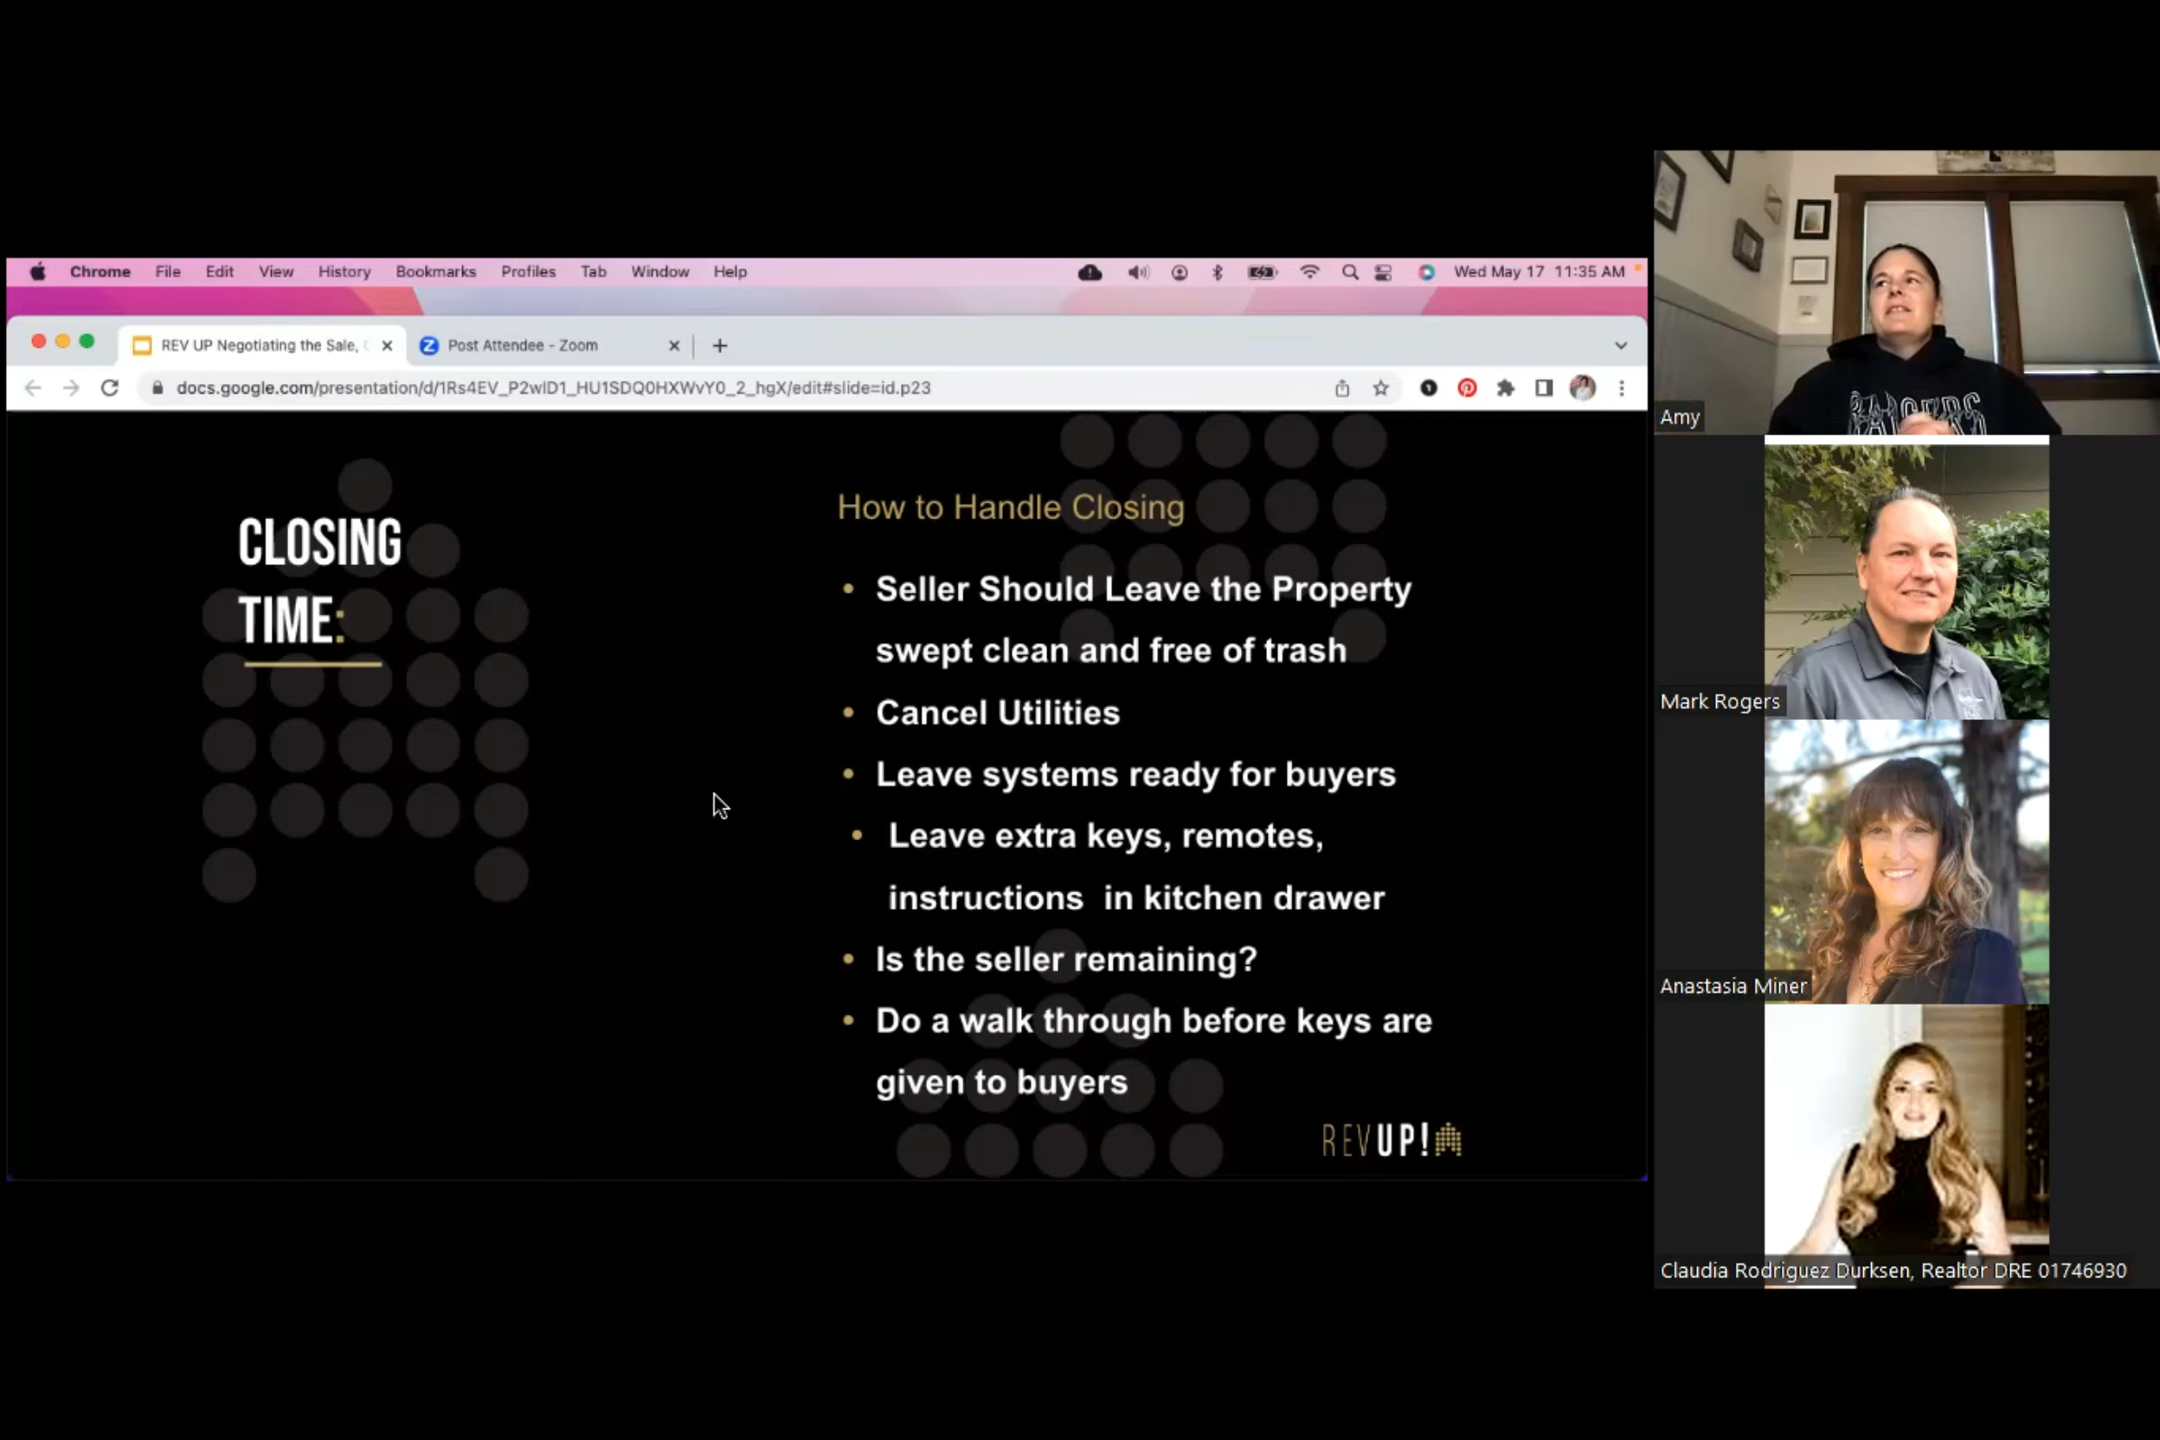 Chrome File Edit View History Bookmarks Profiles Tab Window Help Wed May 17 11:35 AM
REV UP Negotiating the Sale, Post Attendee - Zoom
docs.google.com/presentation/d/1Rs4EV_P2wlD1_HU1SDQ0HXWvY0_2_hgX/edit#slide=id.p23
CLOSING
TIME:
How to Handle Closing
• Seller Should Leave the Property
swept clean and free of trash
• Cancel Utilities
• Leave systems ready for buyers
• Leave extra keys, remotes,
instructions in kitchen drawer
• Is the seller remaining?
• Do a walk through before keys are
given to buyers
REVUP!
Amy
Mark Rogers
Anastasia Miner
Claudia Rodriguez Durksen, Realtor DRE 01746930